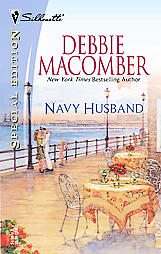 Silhouette
SPECIAL EDITION
DEBBIE
MACOMBER
New York Times Bestselling Author
NAVY HUSBAND